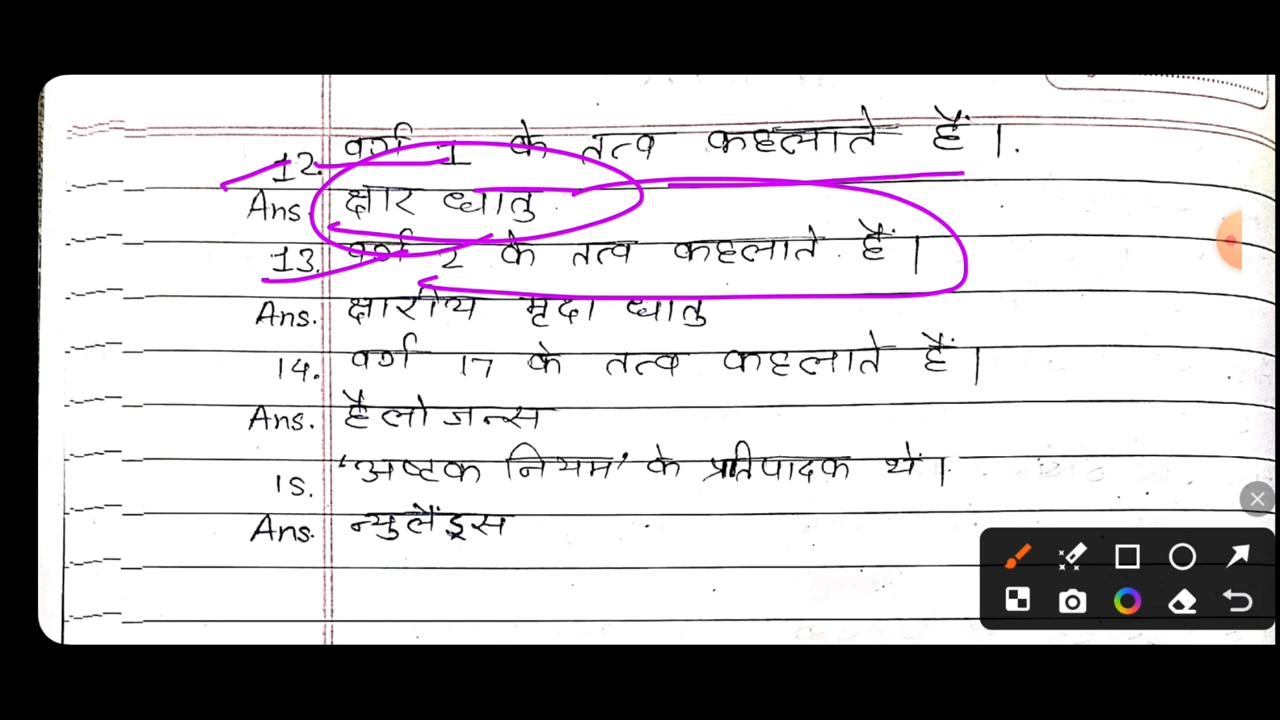 12. वर्ग 1 के तत्व कहलाते हैं।
Ans. क्षार धातु
13. वर्ग 2 के तत्व कहलाते हैं।
Ans. क्षारीय मृदा धातु
14. वर्ग 17 के तत्व कहलाते हैं।
Ans. हैलोजन्स
15. 'अष्टक नियम' के प्रतिपादक थे।
Ans. न्युलैंड्स